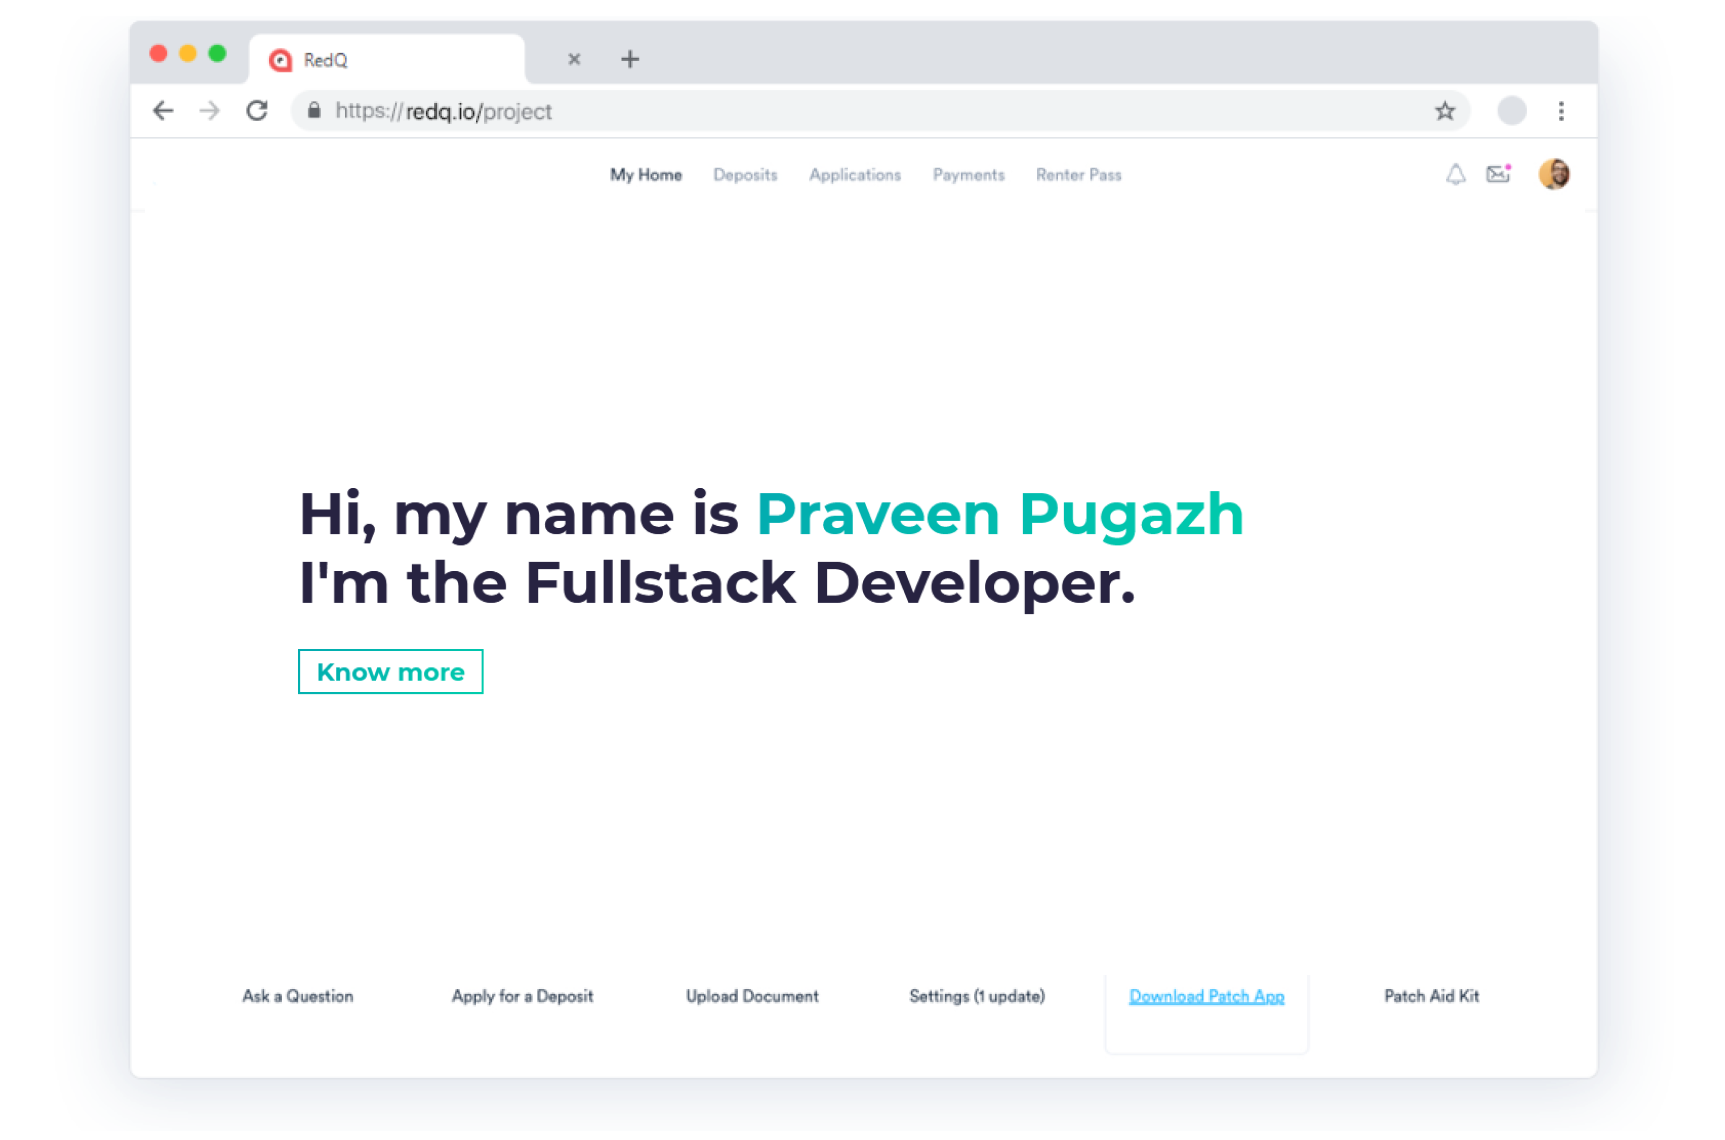 RedQ
https://redq.io/project
My Home Deposits Applications Payments Renter Pass
Hi, my name is Praveen Pugazh
I'm the Fullstack Developer.
Know more
Ask a Question Apply for a Deposit Upload Document Settings (1 update) Download Patch App Patch Aid Kit